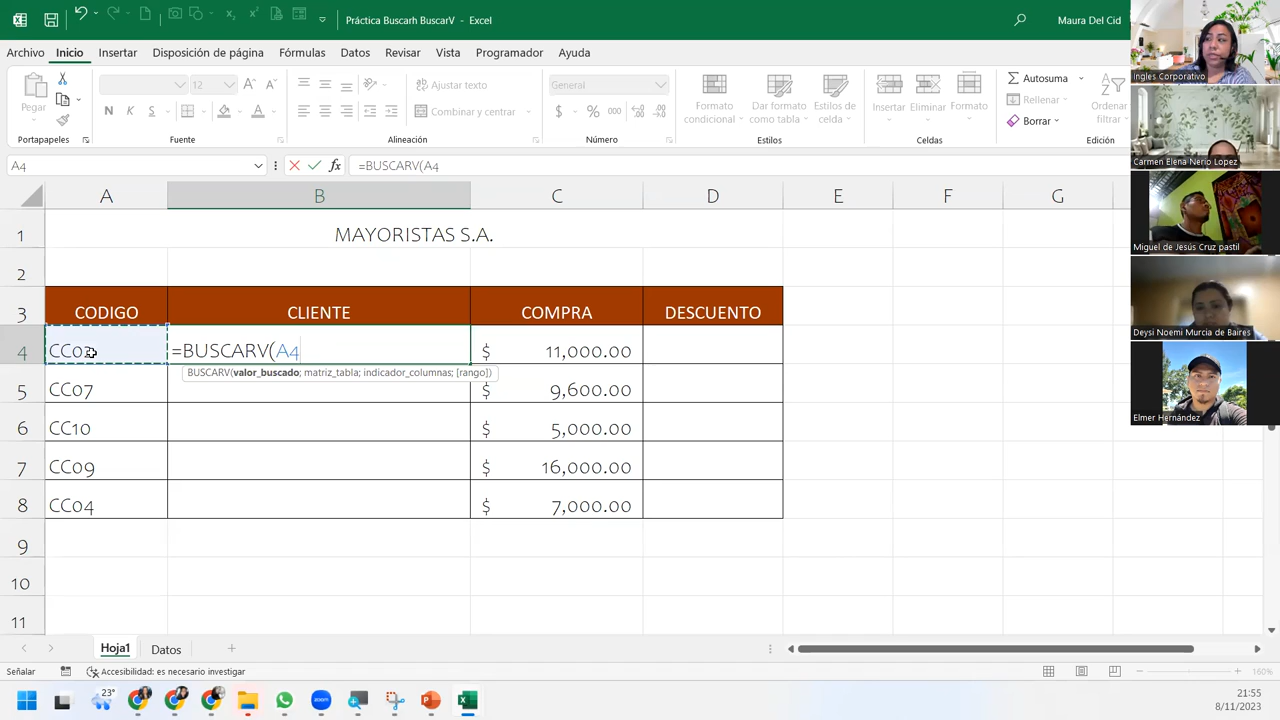 Práctica Buscarh BuscarV - Excel
Maura Del Cid
Archivo Inicio Insertar Disposición de página Fórmulas Datos Revisar Vista Programador Ayuda
Pegar
12
Ajustar texto
Combinar y centrar
General
Formato condicional
Dar formato como tabla
Estilos de celda
Insertar
Eliminar
Formato
Autosuma
Rellenar
Borrar
Ordenar
filtrar
Portapapeles Fuente Alineación Número Estilos Celdas Edición
A4
fx
=BUSCARV(A4
A B C D E F G
1 MAYORISTAS S.A.
2
3 CODIGO CLIENTE COMPRA DESCUENTO
4 =BUSCARV(A4 $ 11,000.00
BUSCARV(valor_buscado; matriz_tabla; indicador_columnas; [rango])
5 CC07 $ 9,600.00
6 CC10 $ 5,000.00
7 CC09 $ 16,000.00
8 CC04 $ 7,000.00
9
10
11
Hoja1 Datos
Señalar
Accesibilidad: es necesario investigar
160%
23°
zoom
21:55
8/11/2023
Ingles Corporativo
Carmen Elena Nerio Lopez
Miguel de Jesús Cruz pastil
Deysi Noemi Murcia de Baires
Elmer Hernández